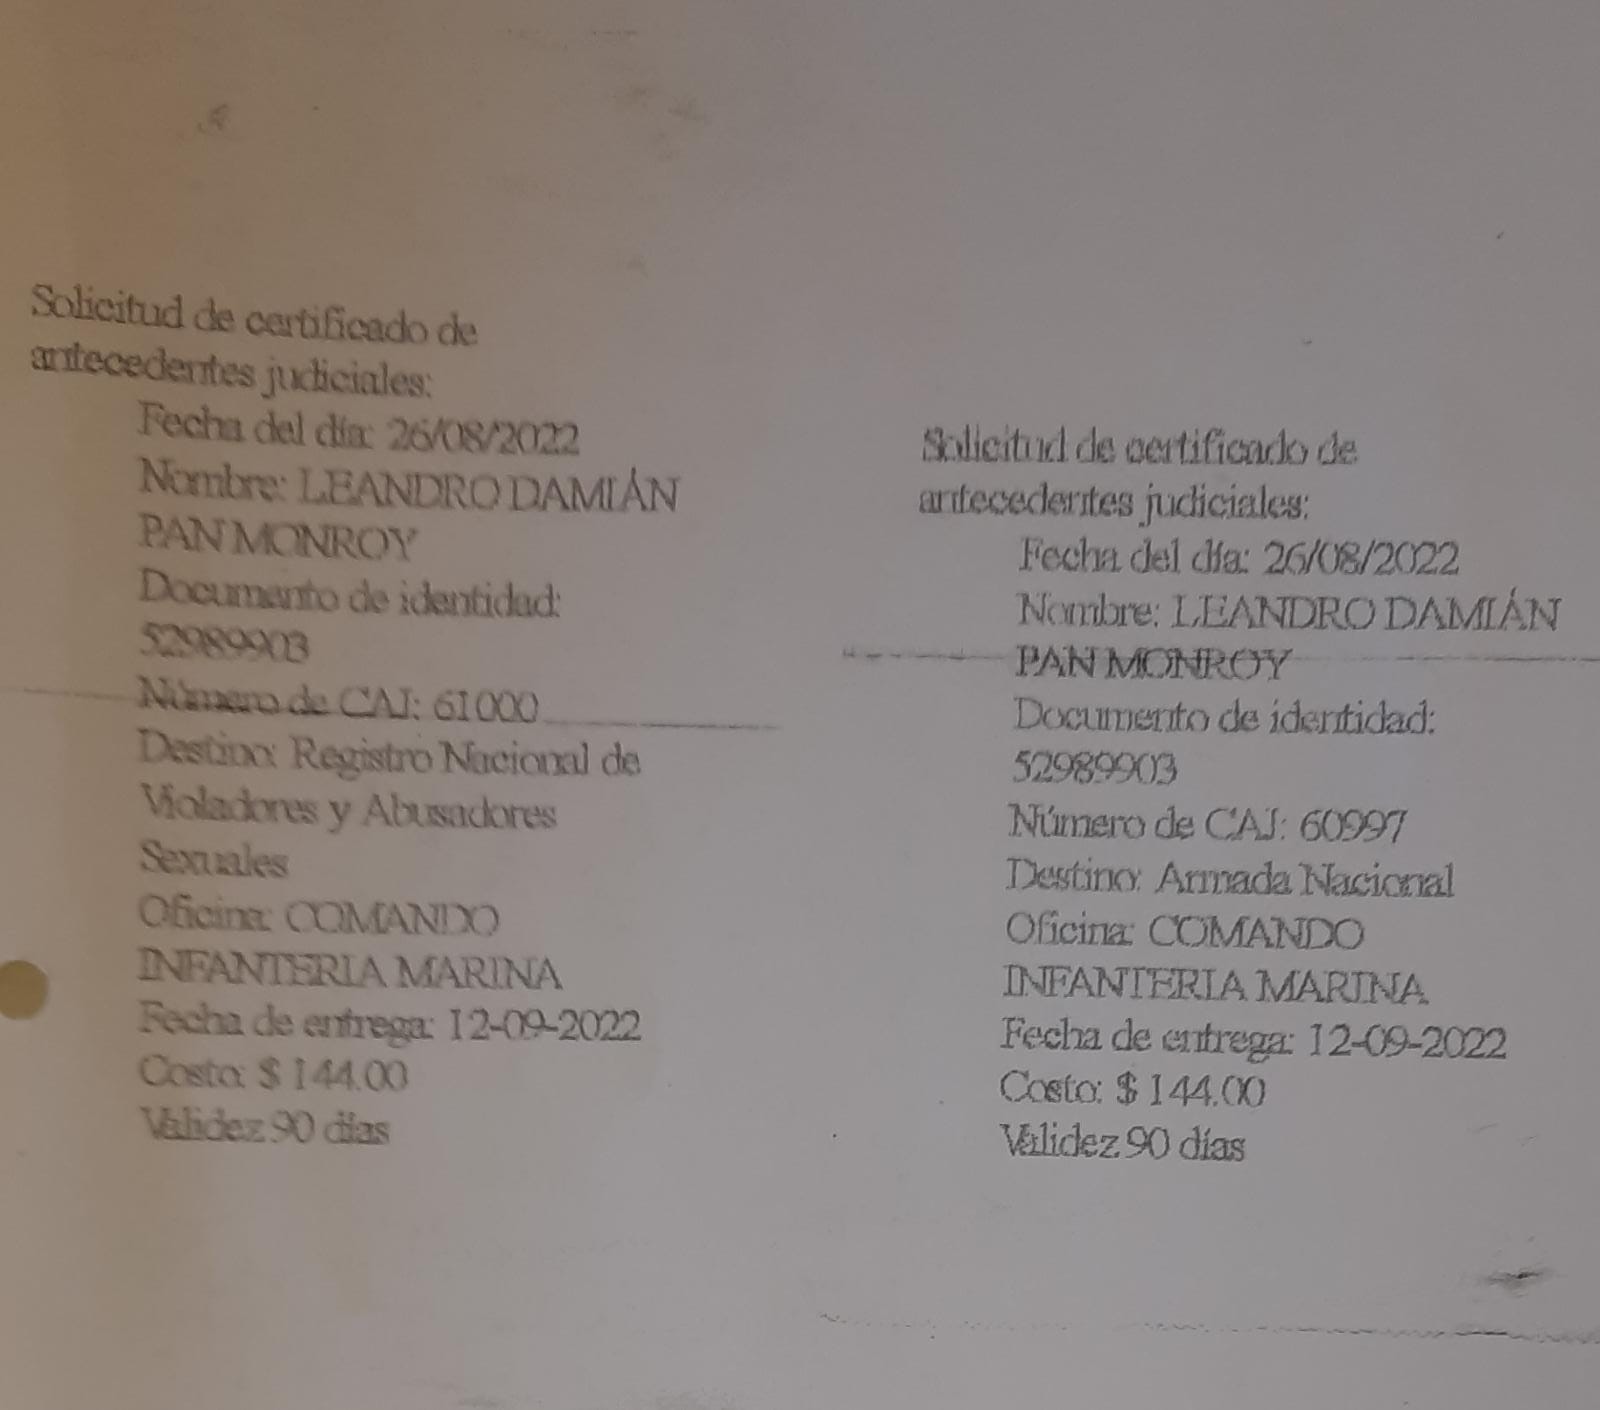 Solicitud de certificado de
antecedentes judiciales:
Fecha del día: 26/08/2022
Nombre: LEANDRO DAMIÁN
PAN MONROY
Documento de identidad:
52989903
Número de CAJ: 61000
Destino: Registro Nacional de
Violadores y Abusadores
Sexuales
Oficina: COMANDO
INFANTERIA MARINA
Fecha de entrega: 12-09-2022
Costo: $ 144.00
Validez 90 días
Solicitud de certificado de
antecedentes judiciales:
Fecha del día: 26/08/2022
Nombre: LEANDRO DAMIÁN
PAN MONROY
Documento de identidad:
52989903
Número de CAJ: 60997
Destino: Armada Nacional
Oficina: COMANDO
INFANTERIA MARINA
Fecha de entrega: 12-09-2022
Costo: $ 144.00
Validez 90 días